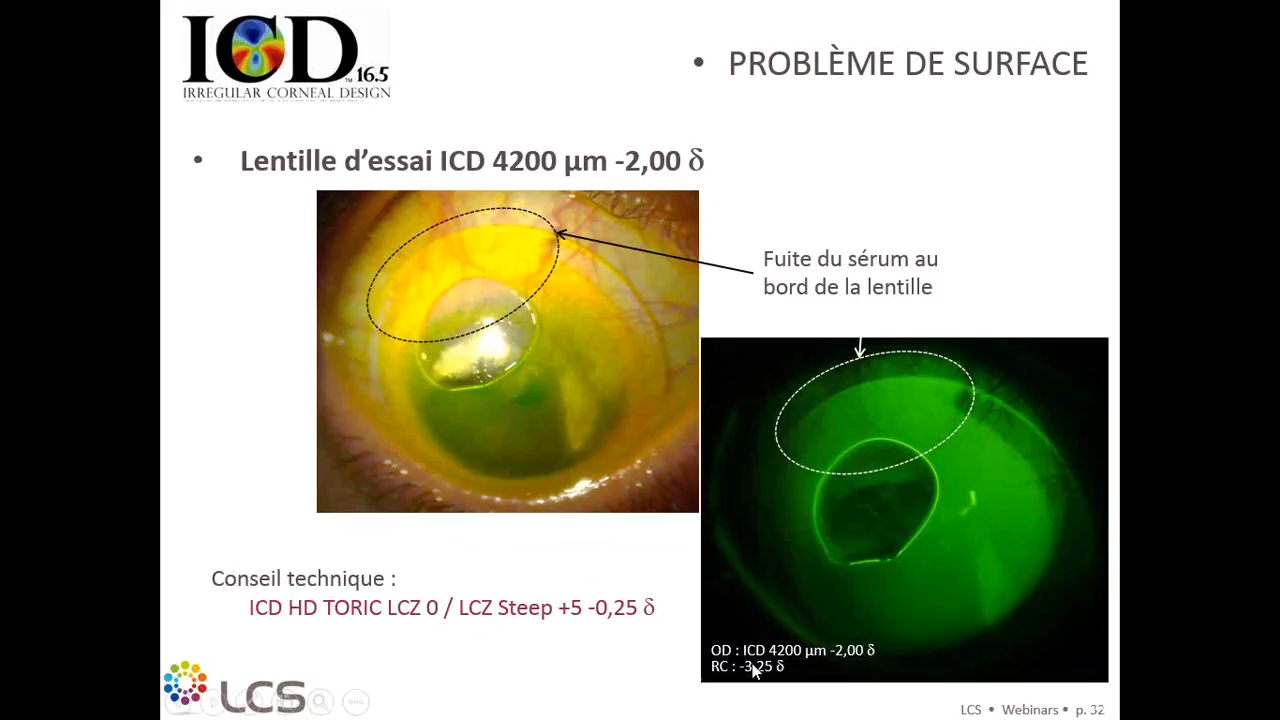 ICD
™ 16.5
IRREGULAR CORNEAL DESIGN
• PROBLÈME DE SURFACE
• Lentille d’essai ICD 4200 µm -2,00 δ
Fuite du sérum au
bord de la lentille
Conseil technique :
ICD HD TORIC LCZ 0 / LCZ Steep +5 -0,25 δ
OD : ICD 4200 µm -2,00 δ
RC : -3,25 δ
LCS
LCS • Webinars • p. 32